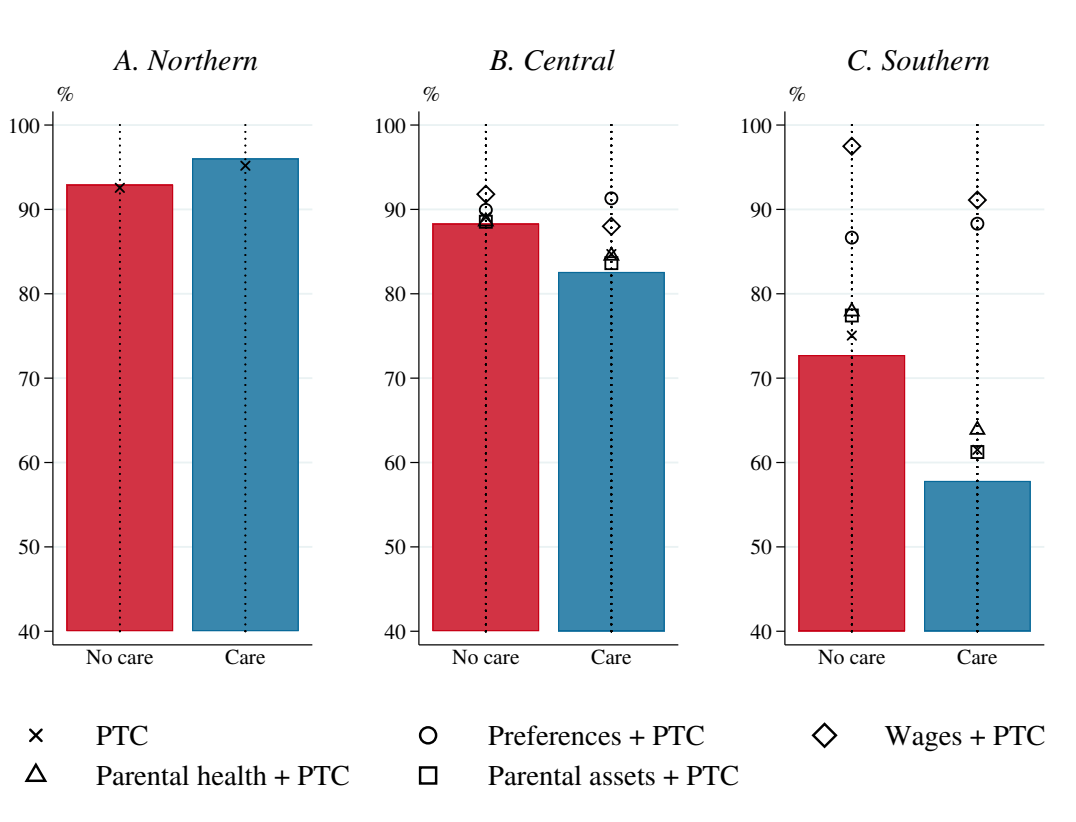 A. Northern
B. Central
C. Southern
%
%
%
100
90
80
70
60
50
40
No care
Care
100
90
80
70
60
50
40
No care
Care
100
90
80
70
60
50
40
No care
Care
PTC
Preferences + PTC
Wages + PTC
Parental health + PTC
Parental assets + PTC